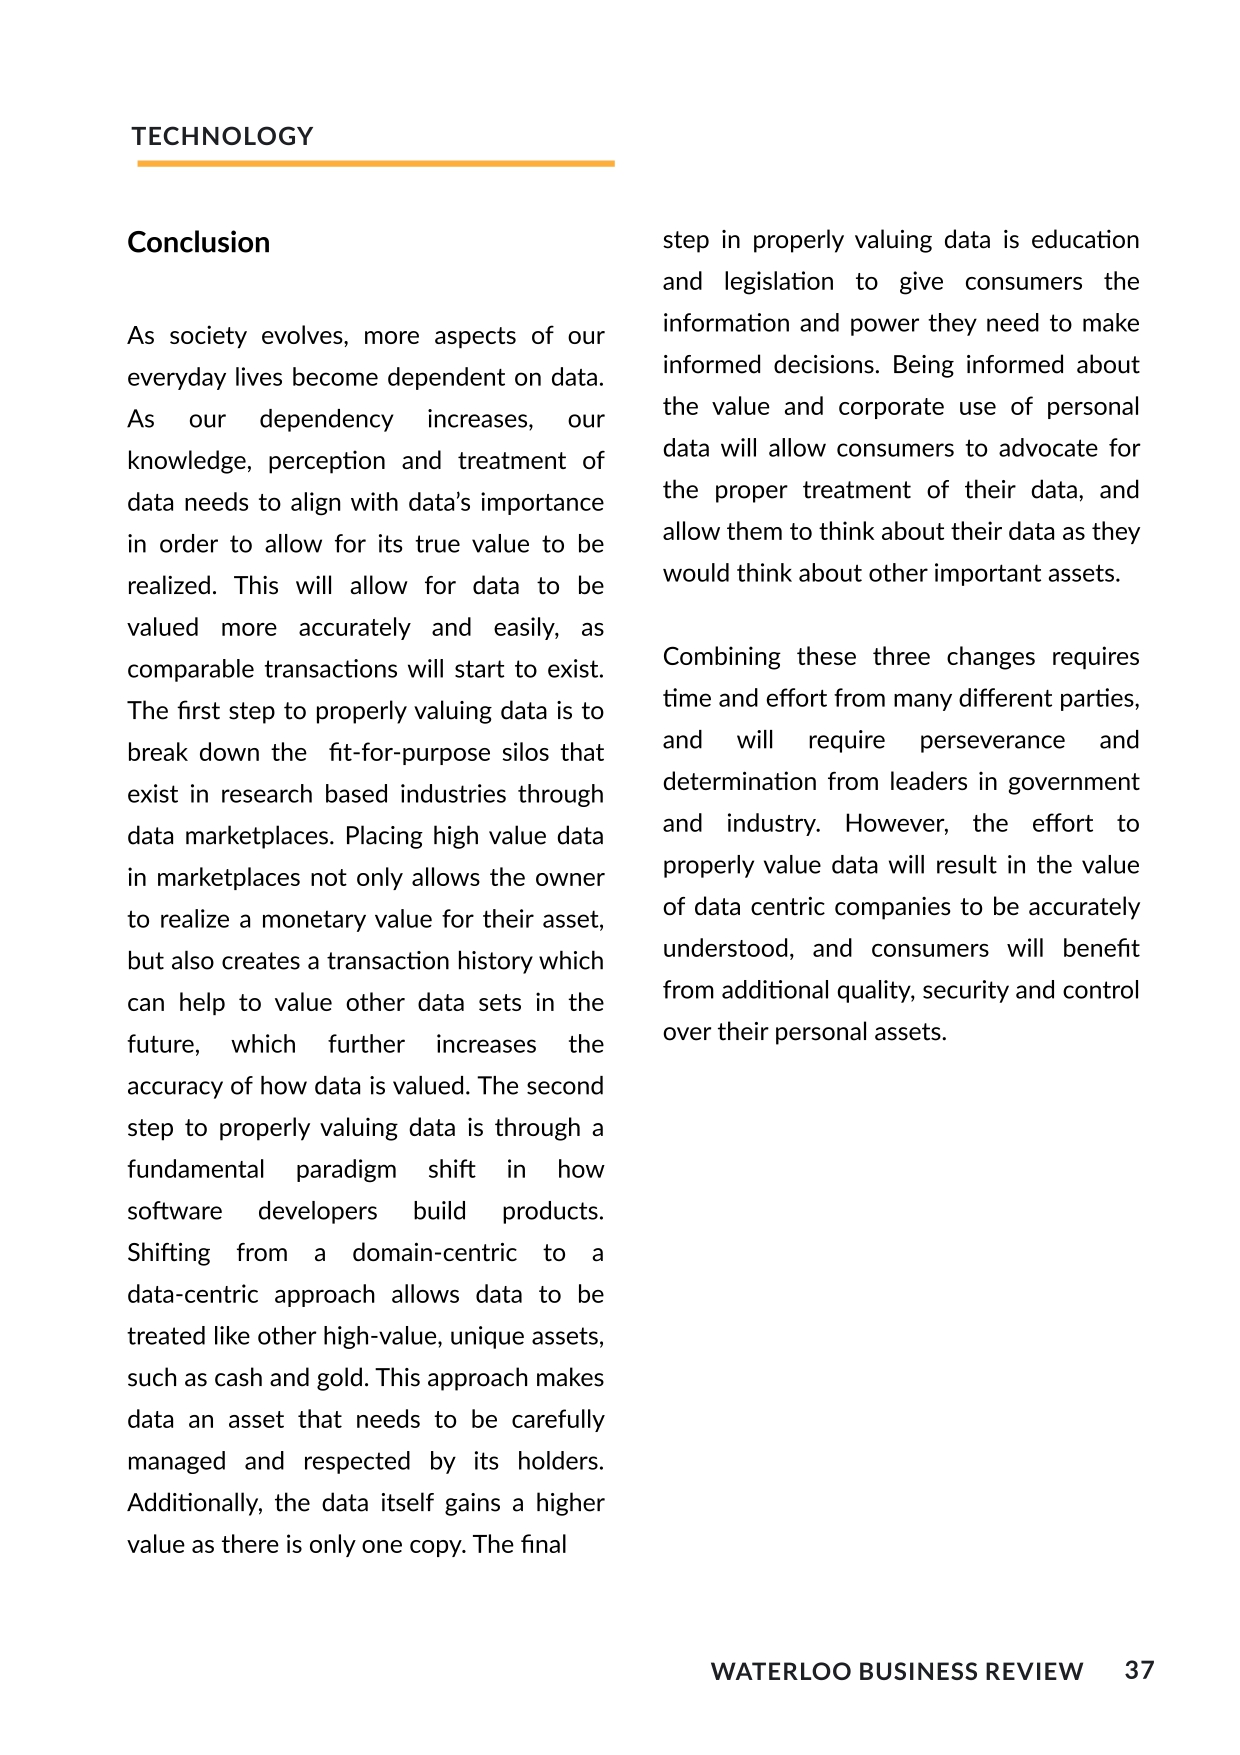 TECHNOLOGY
Conclusion
As society evolves, more aspects of our
everyday lives become dependent on data.
As our dependency increases, our
knowledge, perception and treatment of
data needs to align with data’s importance
in order to allow for its true value to be
realized. This will allow for data to be
valued more accurately and easily, as
comparable transactions will start to exist.
The first step to properly valuing data is to
break down the fit-for-purpose silos that
exist in research based industries through
data marketplaces. Placing high value data
in marketplaces not only allows the owner
to realize a monetary value for their asset,
but also creates a transaction history which
can help to value other data sets in the
future, which further increases the
accuracy of how data is valued. The second
step to properly valuing data is through a
fundamental paradigm shift in how
software developers build products.
Shifting from a domain-centric to a
data-centric approach allows data to be
treated like other high-value, unique assets,
such as cash and gold. This approach makes
data an asset that needs to be carefully
managed and respected by its holders.
Additionally, the data itself gains a higher
value as there is only one copy. The final
step in properly valuing data is education
and legislation to give consumers the
information and power they need to make
informed decisions. Being informed about
the value and corporate use of personal
data will allow consumers to advocate for
the proper treatment of their data, and
allow them to think about their data as they
would think about other important assets.
Combining these three changes requires
time and effort from many different parties,
and will require perseverance and
determination from leaders in government
and industry. However, the effort to
properly value data will result in the value
of data centric companies to be accurately
understood, and consumers will benefit
from additional quality, security and control
over their personal assets.
WATERLOO BUSINESS REVIEW 37